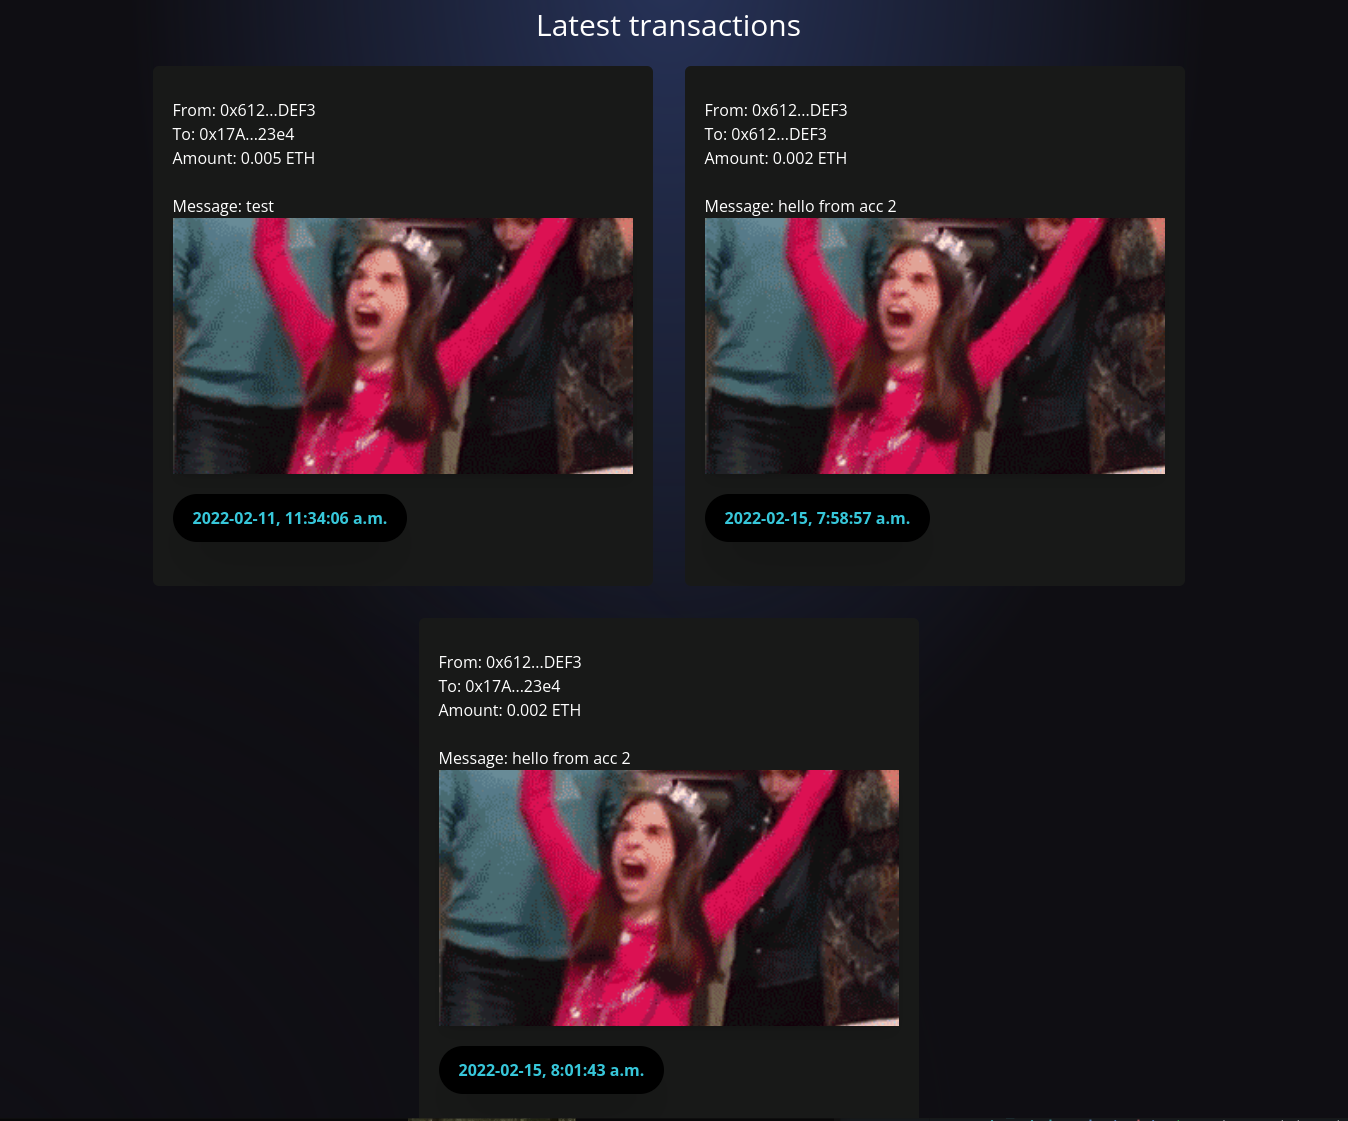 Latest transactions
From: 0x612...DEF3
To: 0x17A...23e4
Amount: 0.005 ETH
Message: test
2022-02-11, 11:34:06 a.m.
From: 0x612...DEF3
To: 0x612...DEF3
Amount: 0.002 ETH
Message: hello from acc 2
2022-02-15, 7:58:57 a.m.
From: 0x612...DEF3
To: 0x17A...23e4
Amount: 0.002 ETH
Message: hello from acc 2
2022-02-15, 8:01:43 a.m.